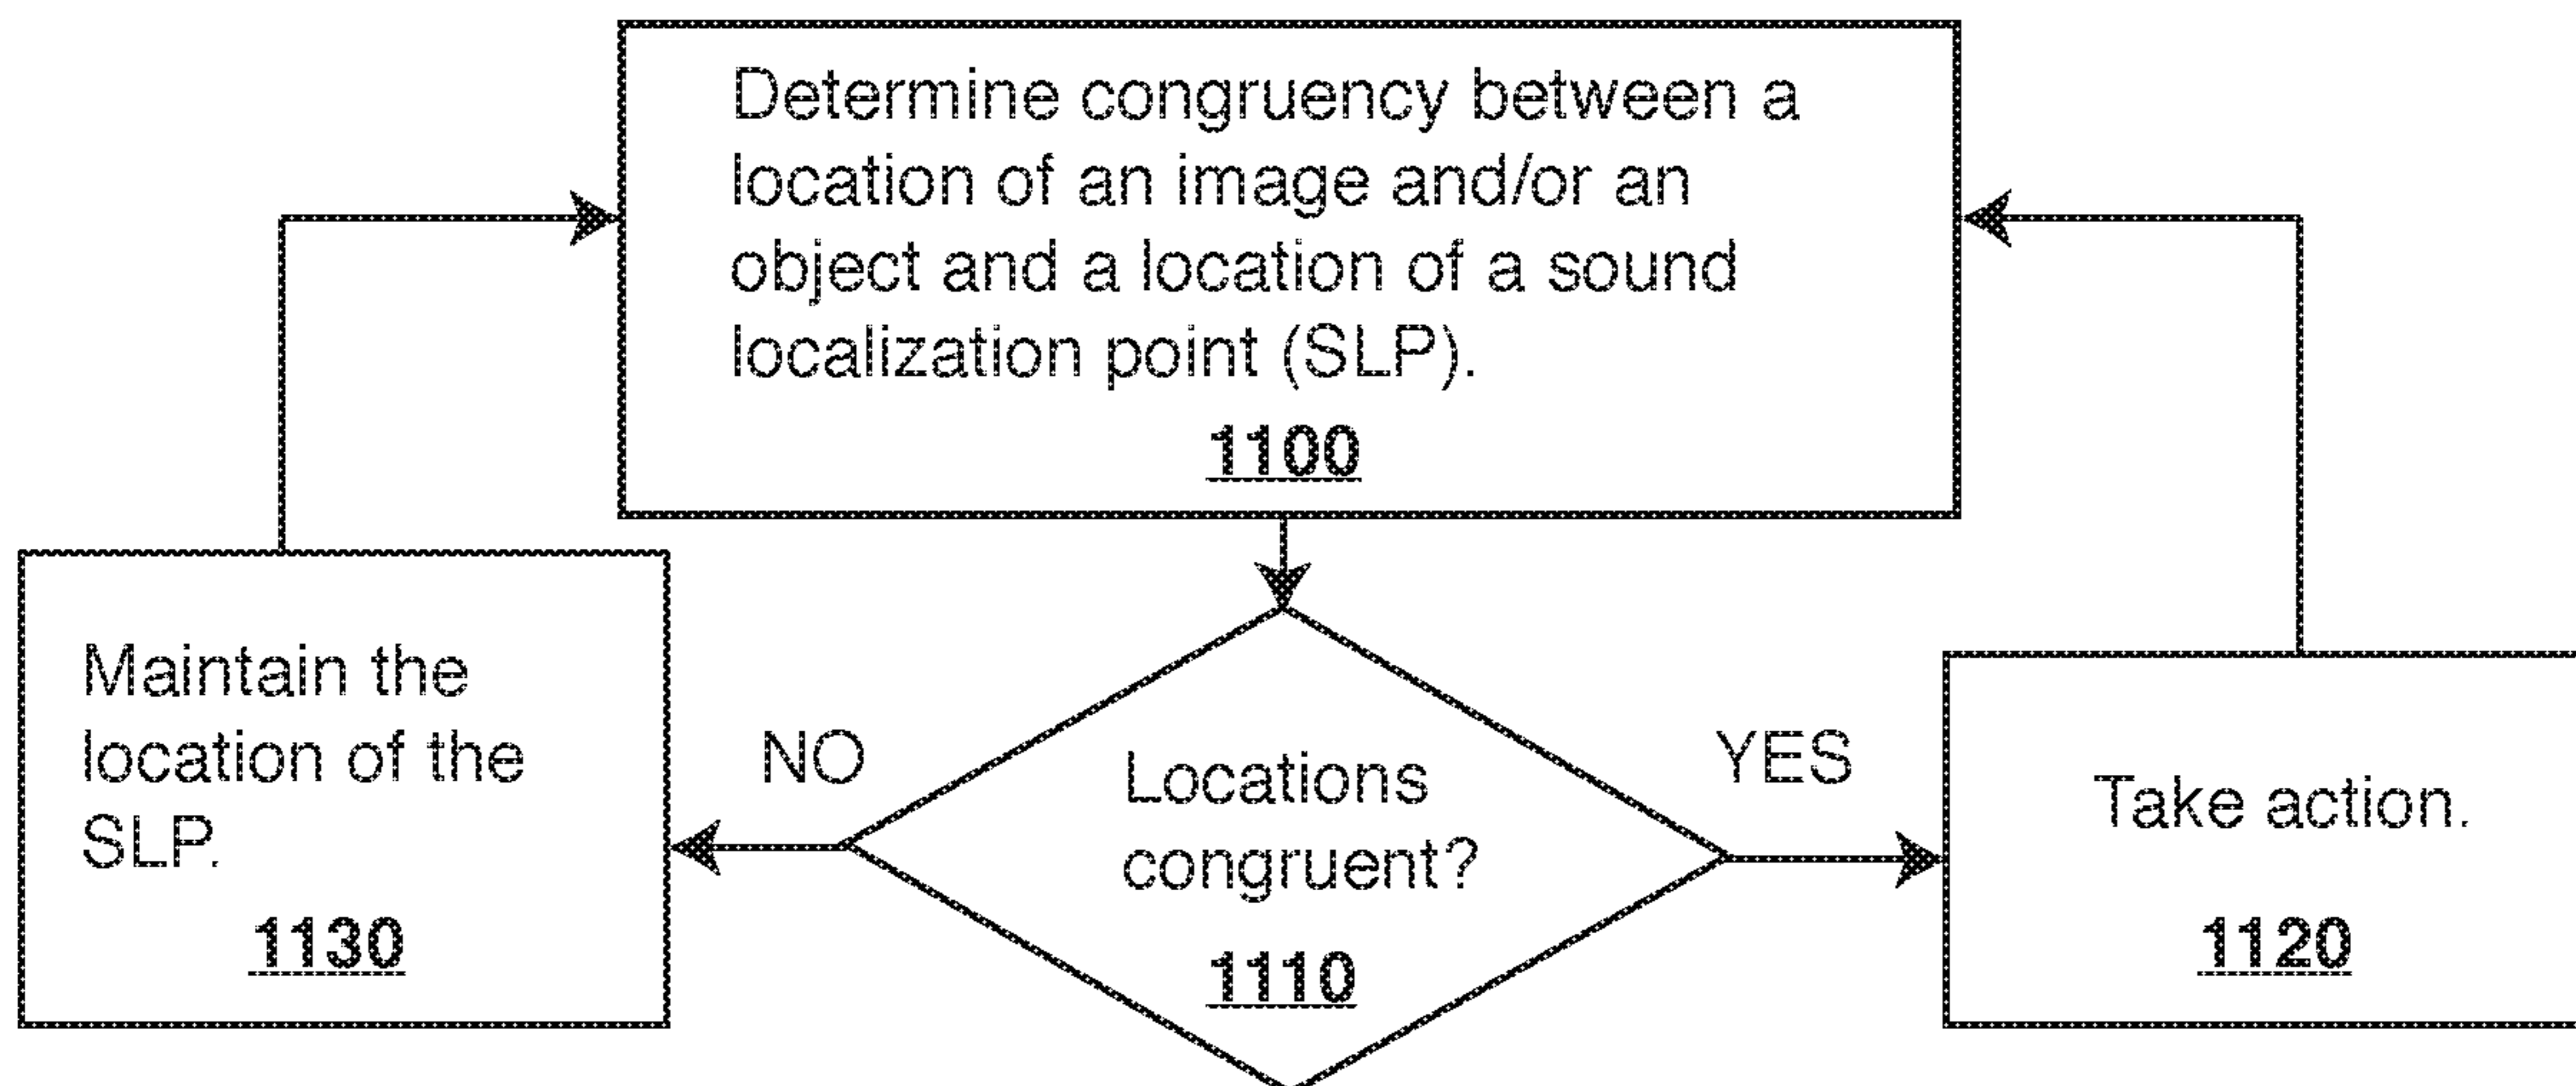 Determine congruency between a
location of an image and/or an
object and a location of a sound
localization point (SLP).
1100
Maintain the
location of the
SLP.
1130
NO
Locations
congruent?
1110
YES
Take action.
1120